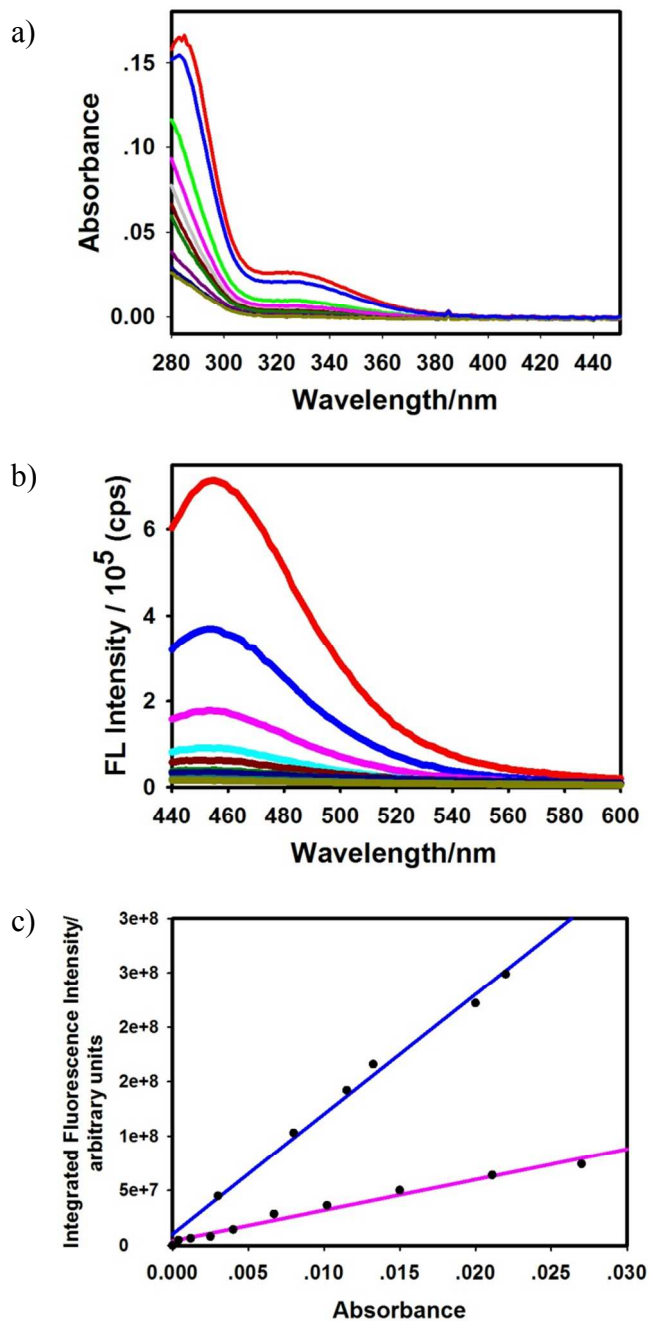 a)
Absorbance
.15
.10
.05
0.00
280 300 320 340 360 380 400 420 440
Wavelength/nm
b)
FL Intensity / 10⁵ (cps)
6
4
2
0
440 460 480 500 520 540 560 580 600
Wavelength/nm
c)
Integrated Fluorescence Intensity/
arbitrary units
3e+8
3e+8
2e+8
2e+8
1e+8
5e+7
0
0.000 .005 .010 .015 .020 .025 .030
Absorbance